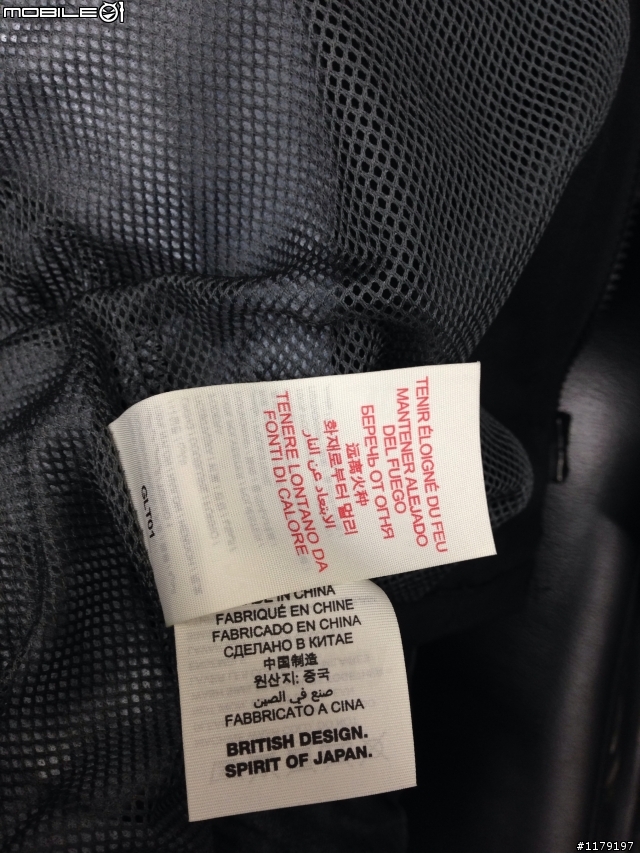 MOBILE01
TENIR ÉLOIGNÉ DU FEU
MANTENER ALEJADO
DEL FUEGO
БЕРЕЧЬ ОТ ОГНЯ
远离火种
화재로부터 멀리
الابتعاد عن النار
TENERE LONTANO DA
FONTI DI CALORE
GLT01
IN CHINA
FABRIQUÉ EN CHINE
FABRICADO EN CHINA
СДЕЛАНО В КИТАЕ
中国制造
원산지: 중국
صنع في الصين
FABBRICATO A CINA
BRITISH DESIGN.
SPIRIT OF JAPAN.
#1179197